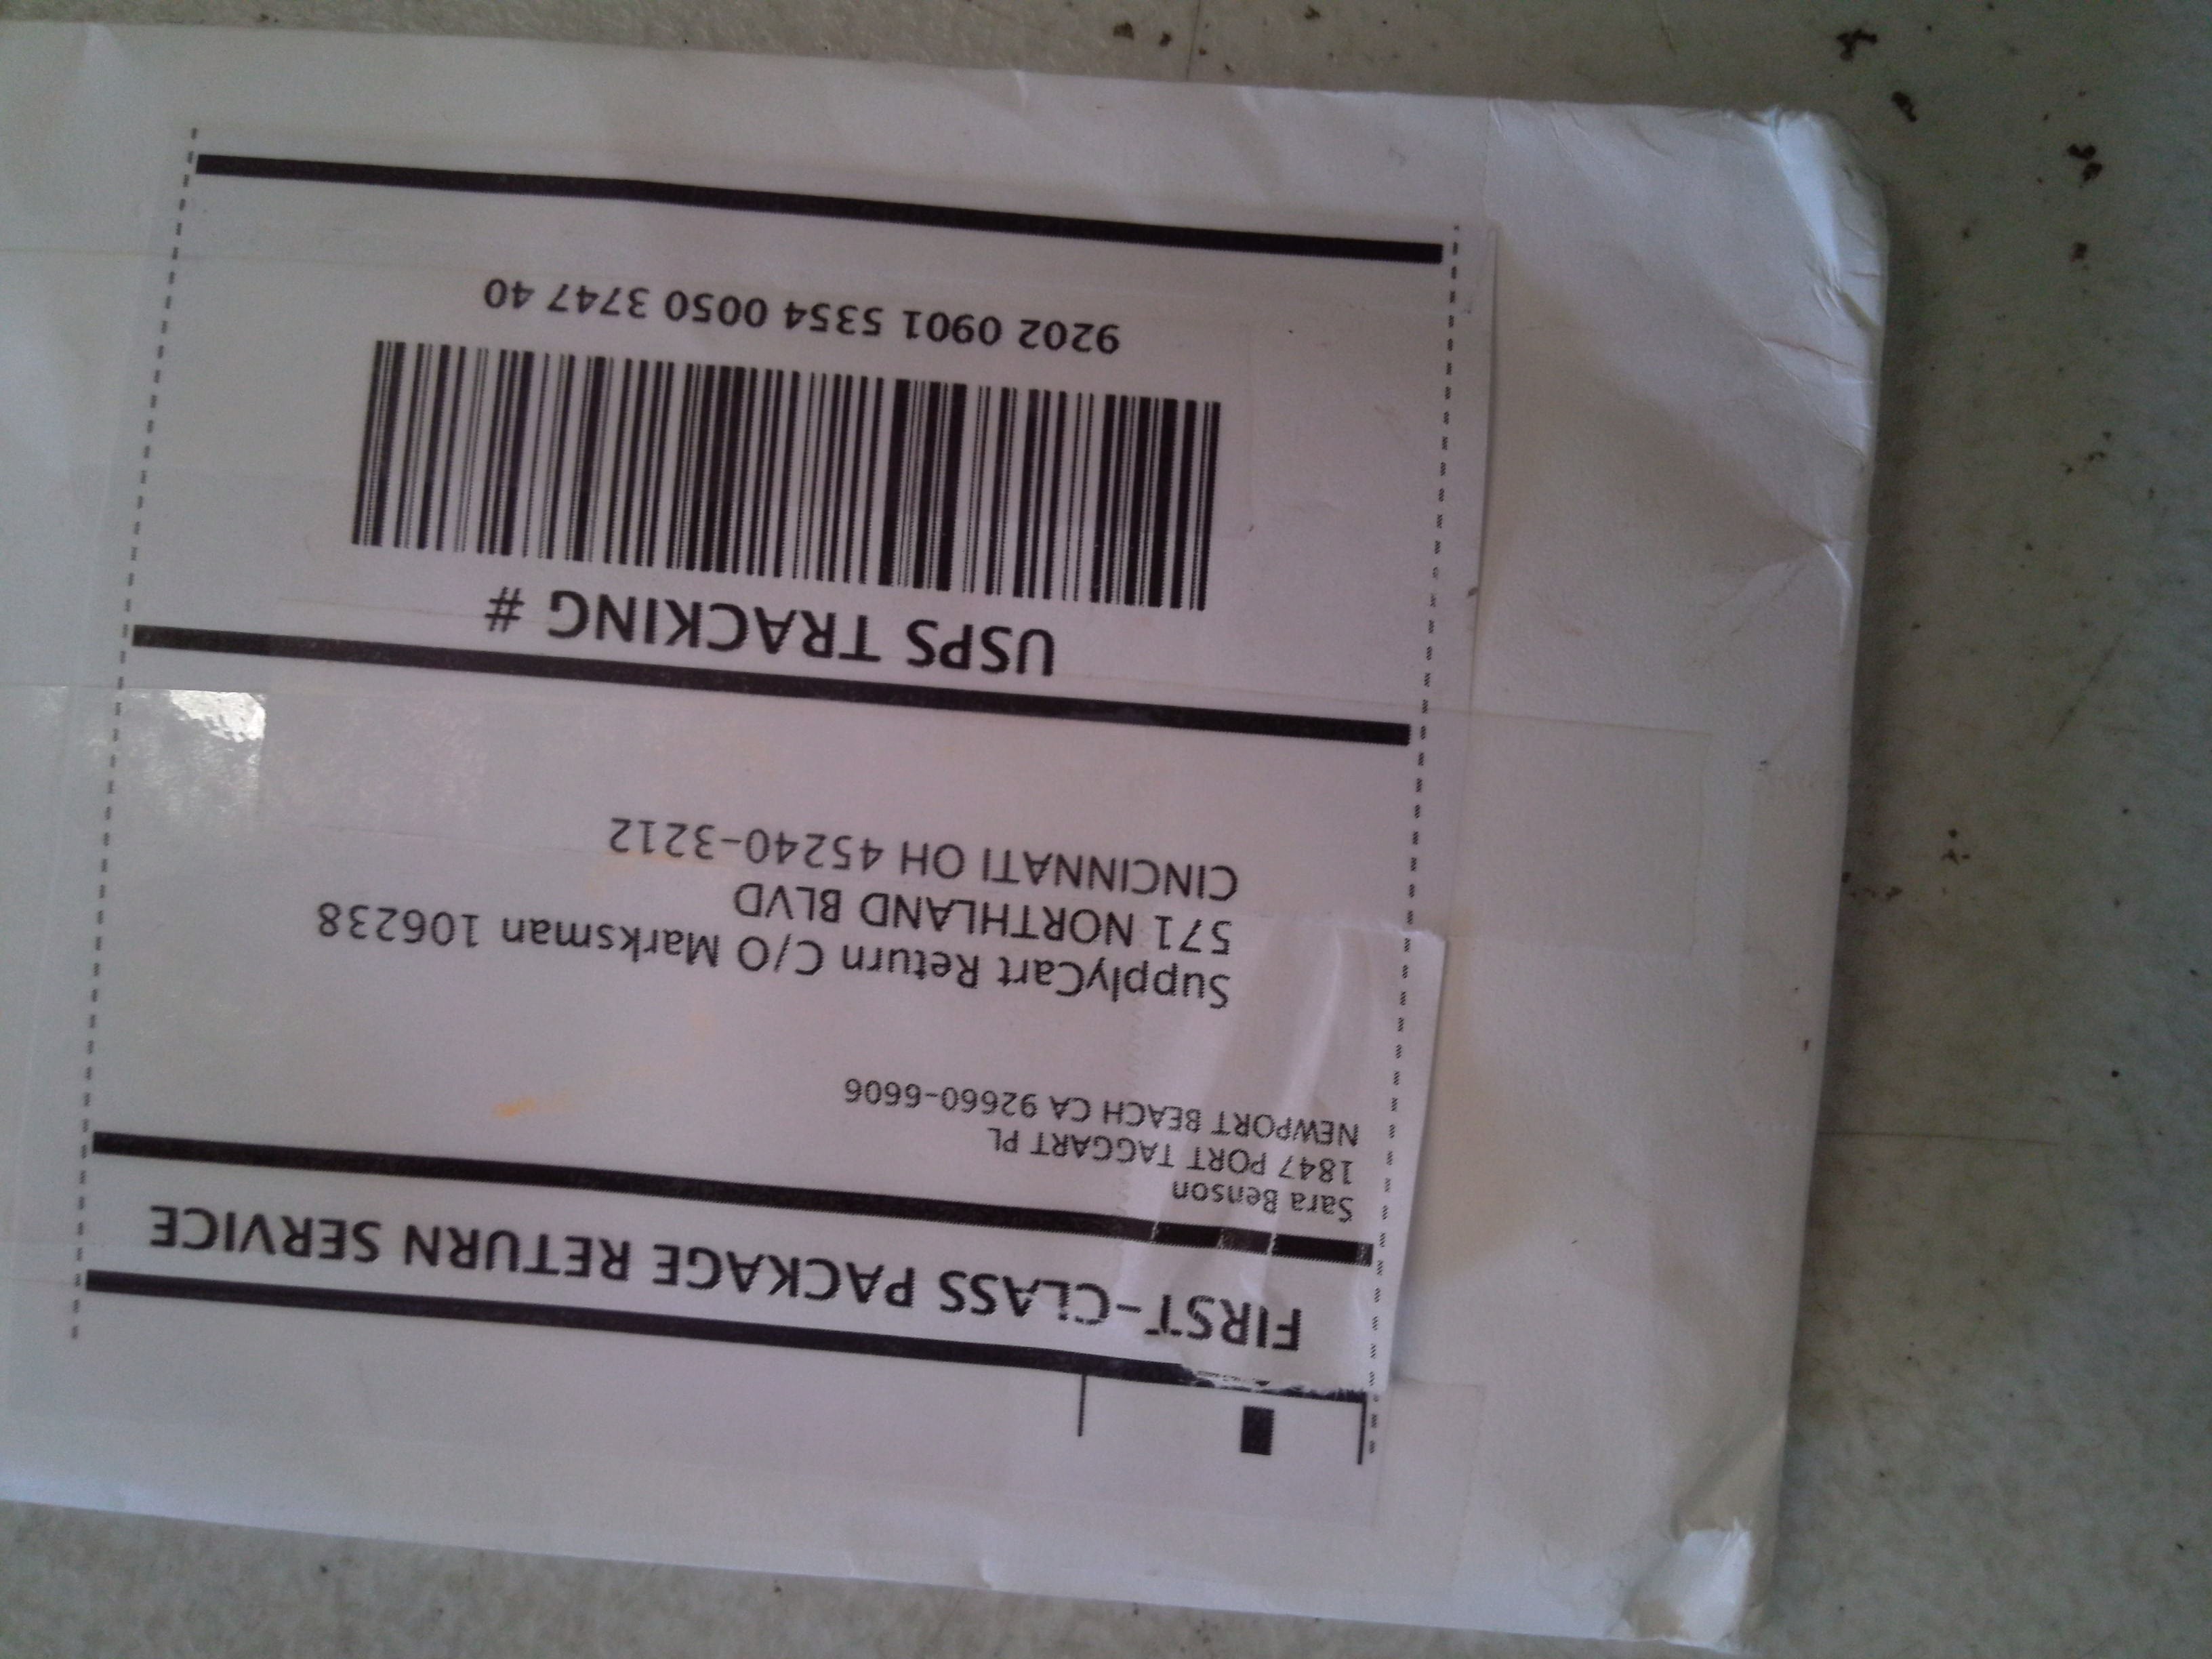 FIRST-CLASS PACKAGE RETURN SERVICE
Sara Benson
1847 PORT TAGGART PL
NEWPORT BEACH CA 92660-6606
SupplyCart Return C/O Marksman 106238
571 NORTHLAND BLVD
CINCINNATI OH 45240-3212
USPS TRACKING #
9202 0901 5354 0050 3747 40